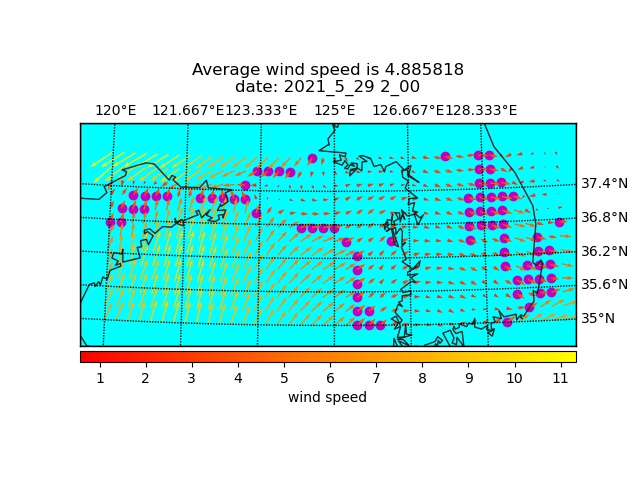 Average wind speed is 4.885818
date: 2021_5_29 2_00
120°E 121.667°E 123.333°E 125°E 126.667°E 128.333°E
37.4°N
36.8°N
36.2°N
35.6°N
35°N
1 2 3 4 5 6 7 8 9 10 11
wind speed